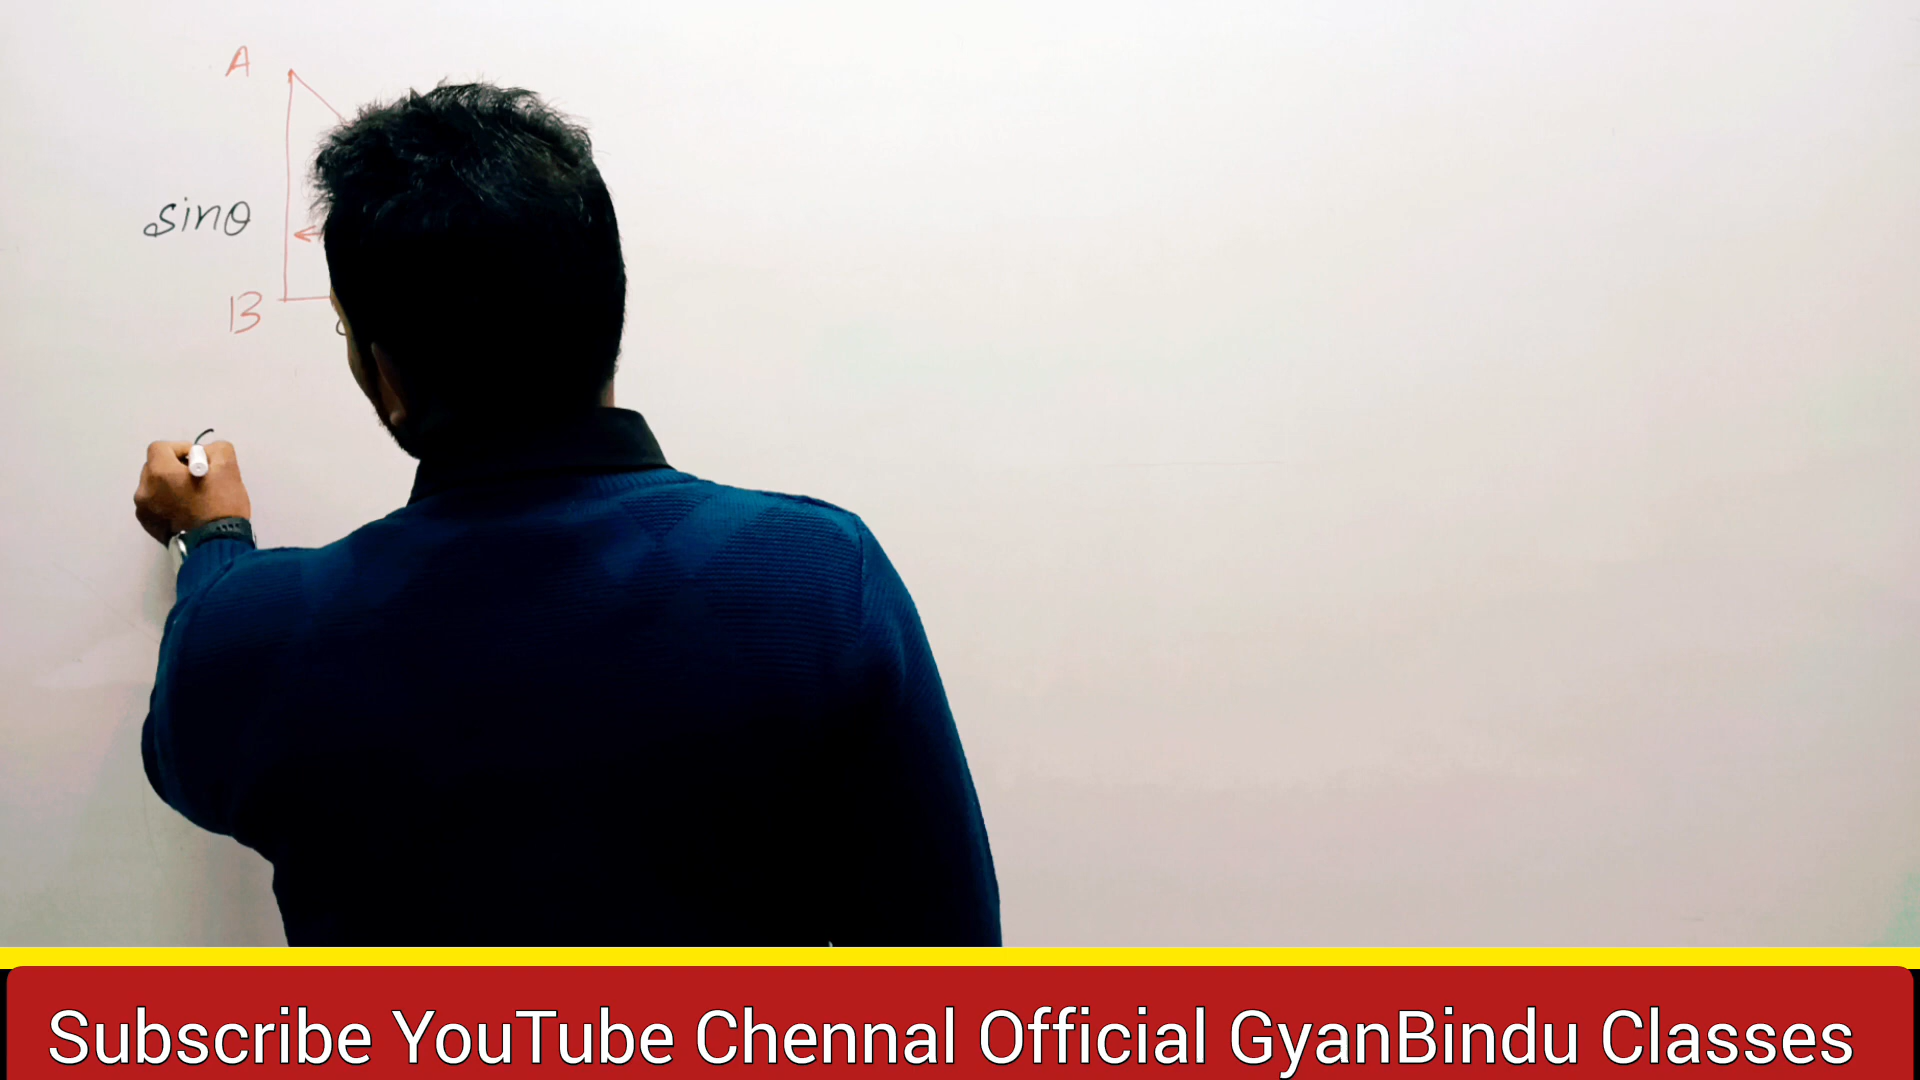 A
sinθ
B
Subscribe YouTube Chennal Official GyanBindu Classes